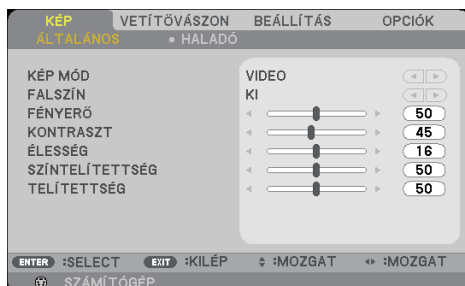 KÉP VETÍTŐVÁSZON BEÁLLÍTÁS OPCIÓK
ÁLTALÁNOS • HALADÓ
KÉP MÓD VIDEO
FALSZÍN KI
FÉNYERŐ 50
KONTRASZT 45
ÉLESSÉG 16
SZÍNTELÍTETTSÉG 50
TELÍTETTSÉG 50
ENTER :SELECT EXIT :KILÉP :MOZGAT :MOZGAT
SZÁMÍTÓGÉP